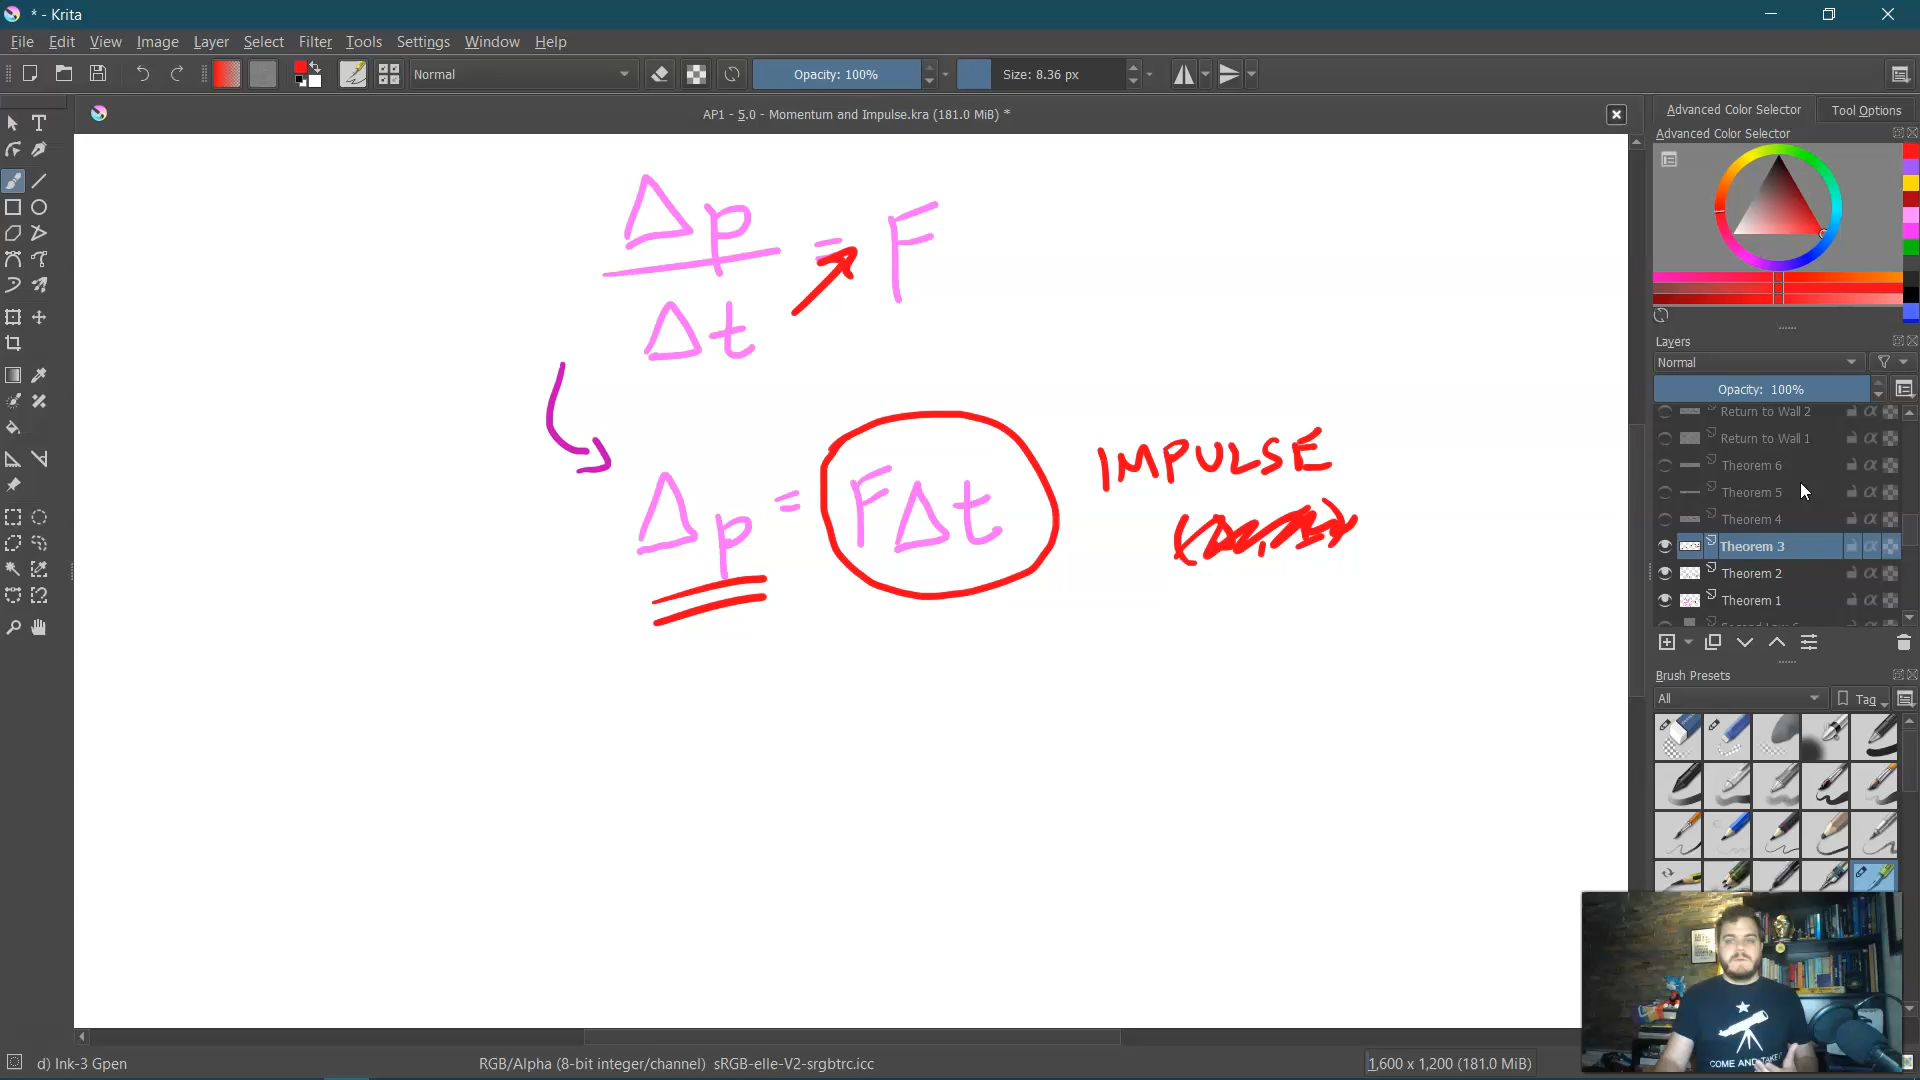 * - Krita
File Edit View Image Layer Select Filter Tools Settings Window Help
Normal
Opacity: 100%
Size: 8.36 px
AP1 - 5.0 - Momentum and Impulse.kra (181.0 MiB) *
Δp
Δt
= F
Δp = FΔt
IMPULSE
Advanced Color Selector
Tool Options
Advanced Color Selector
Layers
Normal
Opacity: 100%
Return to Wall 2
Return to Wall 1
Theorem 6
Theorem 5
Theorem 4
Theorem 3
Theorem 2
Theorem 1
Brush Presets
All
Tag
COME AND TAKE
d) Ink-3 Gpen
RGB/Alpha (8-bit integer/channel) sRGB-elle-V2-srgbtrc.icc
1,600 x 1,200 (181.0 MiB)